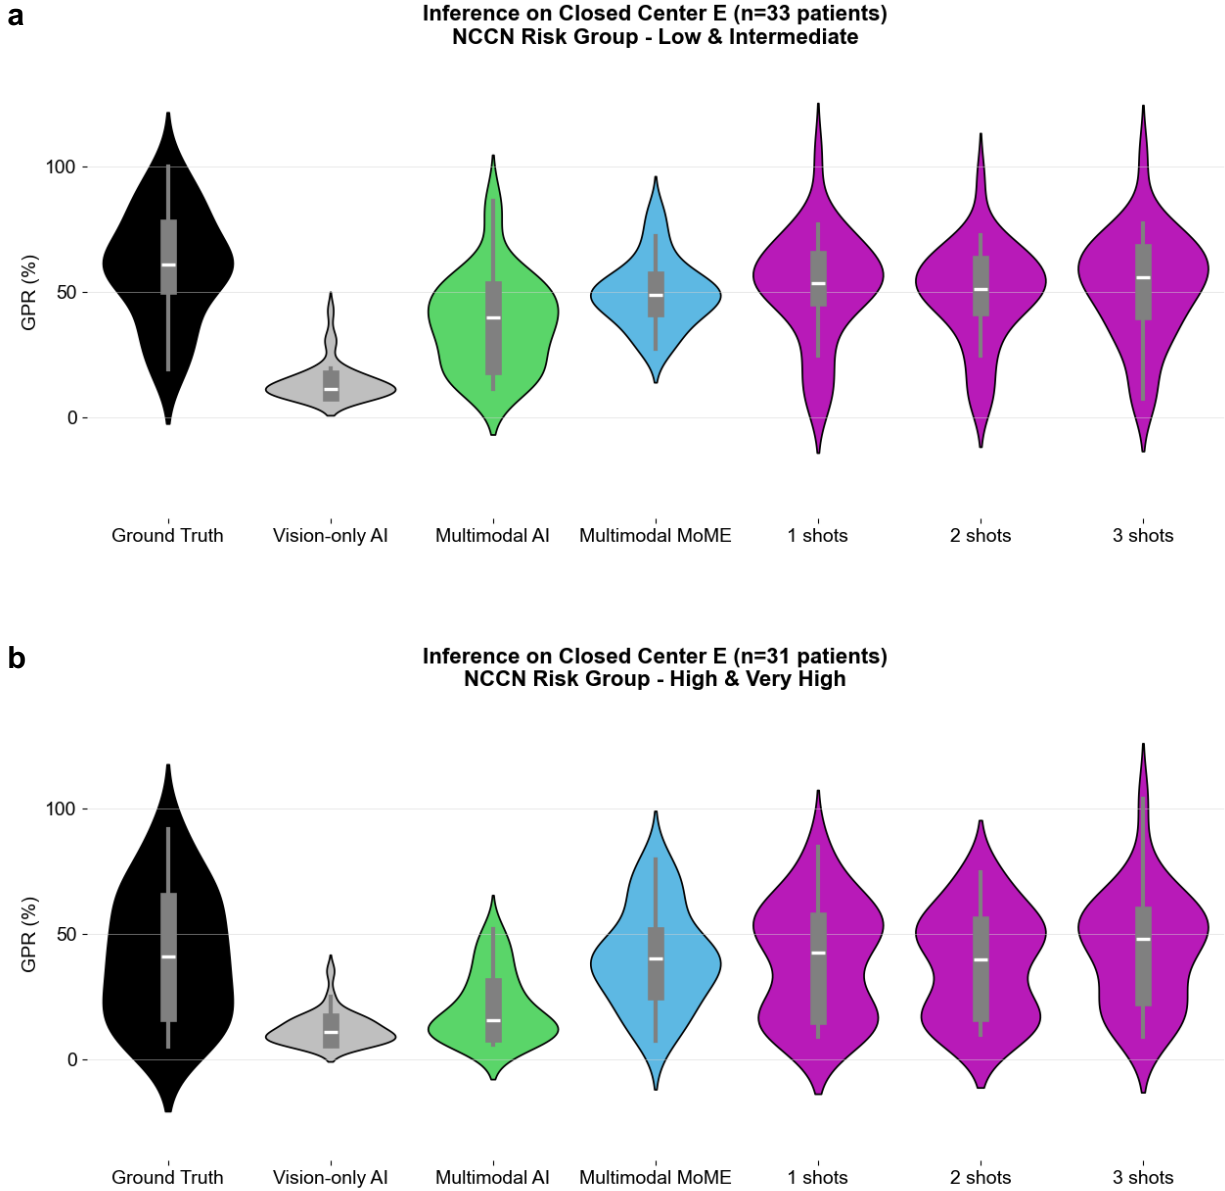 a
Inference on Closed Center E (n=33 patients)
NCCN Risk Group - Low & Intermediate
GPR (%)
100
50
0
Ground Truth Vision-only AI Multimodal AI Multimodal MoME 1 shots 2 shots 3 shots
b
Inference on Closed Center E (n=31 patients)
NCCN Risk Group - High & Very High
GPR (%)
100
50
0
Ground Truth Vision-only AI Multimodal AI Multimodal MoME 1 shots 2 shots 3 shots